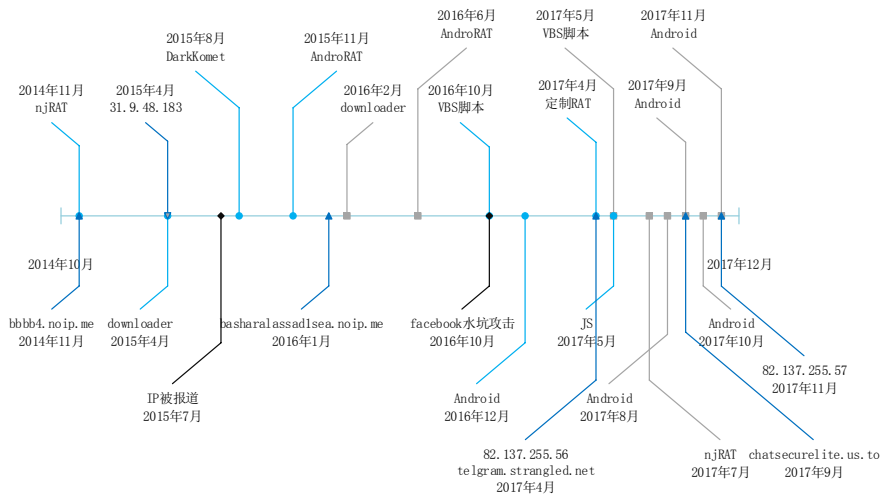 2016年6月
AndroRAT
2017年5月
VBS脚本
2017年11月
Android
2015年8月
DarkKomet
2015年11月
AndroRAT
2014年11月
njRAT
2015年4月
31.9.48.183
2016年2月
downloader
2016年10月
VBS脚本
2017年4月
定制RAT
2017年9月
Android
2014年10月
2017年12月
bbbb4.noip.me
2014年11月
downloader
2015年4月
basharalassad1sea.noip.me
2016年1月
facebook水坑攻击
2016年10月
JS
2017年5月
Android
2017年10月
82.137.255.57
2017年11月
IP被报道
2015年7月
Android
2016年12月
Android
2017年8月
82.137.255.56
telgram.strangled.net
2017年4月
njRAT
2017年7月
chatsecurelite.us.to
2017年9月